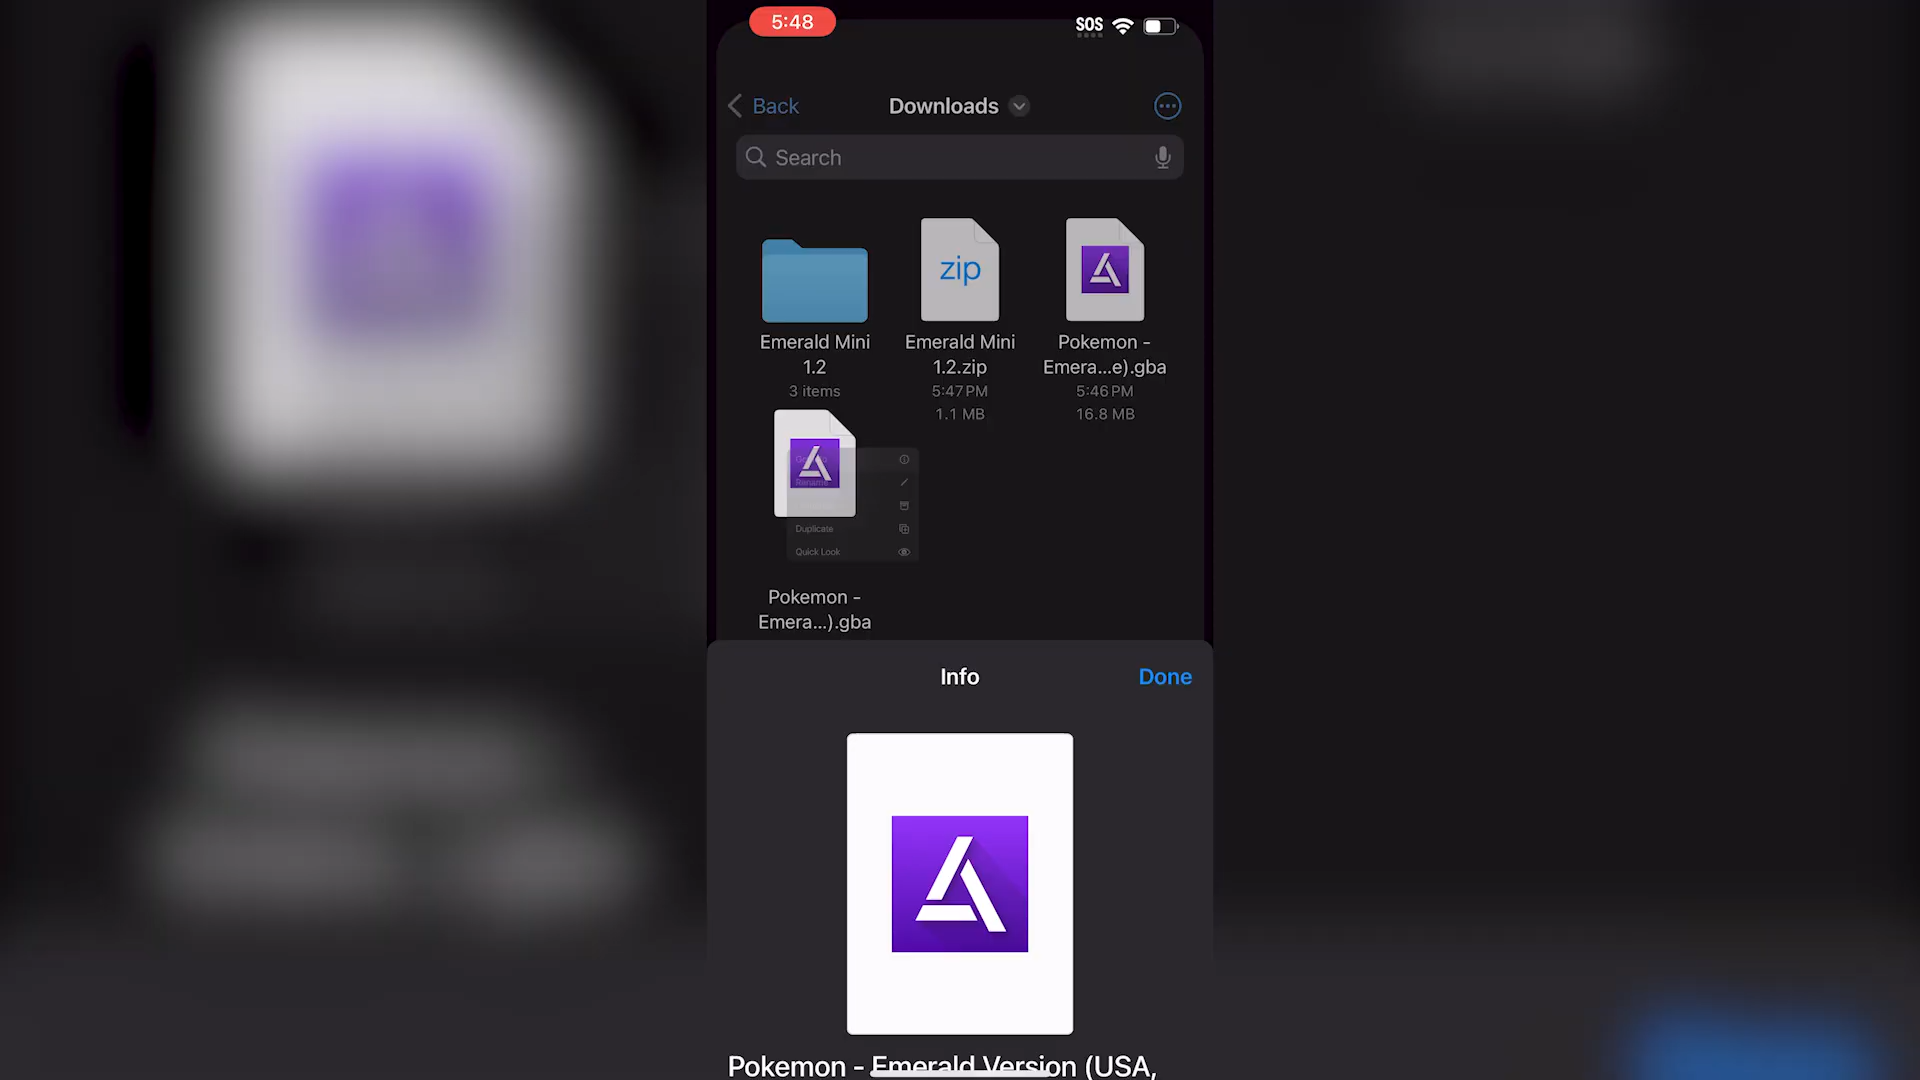 5:48
SOS
Back
Downloads
Search
zip
Emerald Mini
1.2
3 items
Emerald Mini
1.2.zip
5:47 PM
1.1 MB
Pokemon -
Emera...e).gba
5:46 PM
16.8 MB
Rename
Duplicate
Quick Look
Pokemon -
Emera...).gba
Info
Done
Pokemon - Emerald Version (USA,